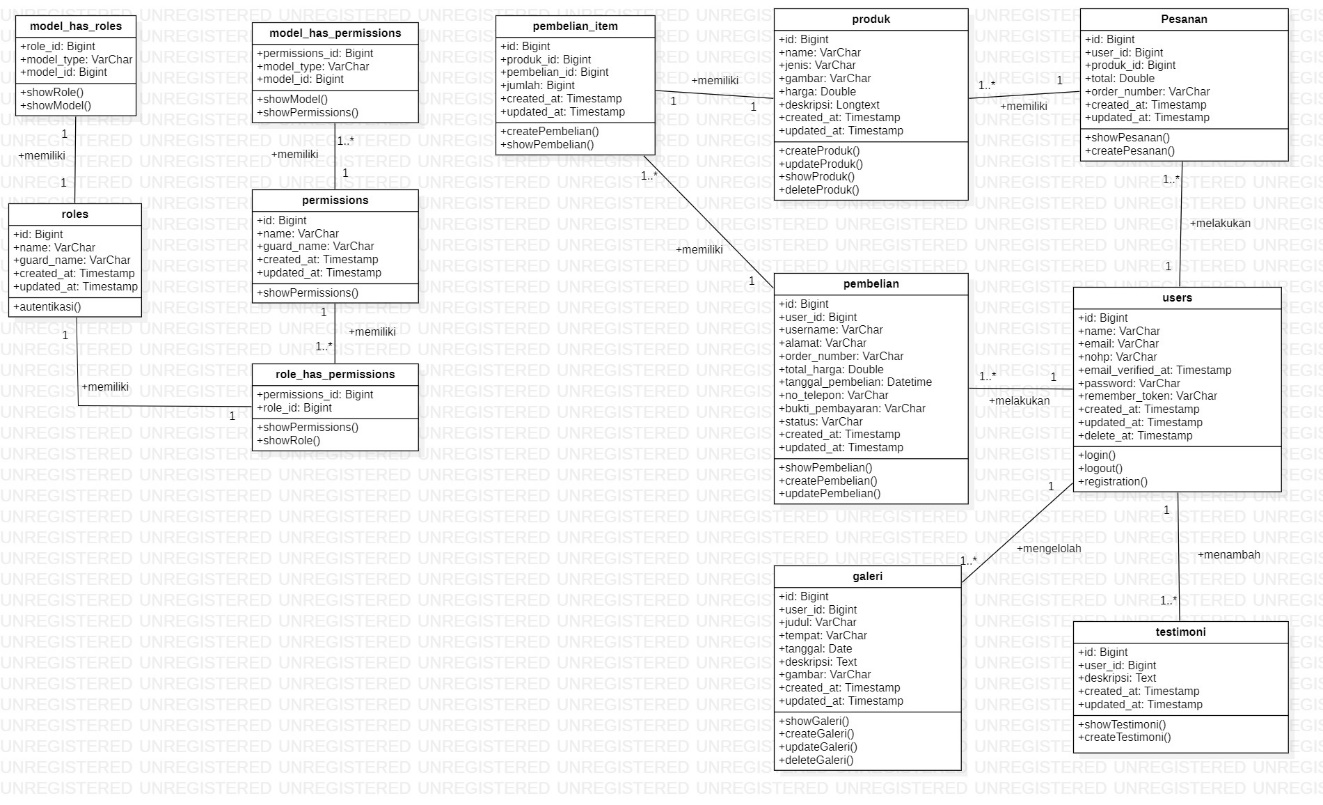 model_has_roles
+role_id: Bigint
+model_type: VarChar
+model_id: Bigint
+showRole()
+showModel()
1
+memiliki
1
roles
+id: Bigint
+name: VarChar
+guard_name: VarChar
+created_at: Timestamp
+updated_at: Timestamp
+autentikasi()
1
+memiliki
1
model_has_permissions
+permissions_id: Bigint
+model_type: VarChar
+model_id: Bigint
+showModel()
+showPermissions()
1..*
+memiliki
1
permissions
+id: Bigint
+name: VarChar
+guard_name: VarChar
+created_at: Timestamp
+updated_at: Timestamp
+showPermissions()
1
+memiliki
1..*
role_has_permissions
+permissions_id: Bigint
+role_id: Bigint
+showPermissions()
+showRole()
pembelian_item
+id: Bigint
+produk_id: Bigint
+pembelian_id: Bigint
+jumlah: Bigint
+created_at: Timestamp
+updated_at: Timestamp
+createPembelian()
+showPembelian()
+memiliki
1
1
1..*
+memiliki
1
produk
+id: Bigint
+name: VarChar
+jenis: VarChar
+gambar: VarChar
+harga: Double
+deskripsi: Longtext
+created_at: Timestamp
+updated_at: Timestamp
+createProduk()
+updateProduk()
+showProduk()
+deleteProduk()
1..*
1
+memiliki
Pesanan
+id: Bigint
+user_id: Bigint
+produk_id: Bigint
+total: Double
+order_number: VarChar
+created_at: Timestamp
+updated_at: Timestamp
+showPesanan()
+createPesanan()
1..*
+melakukan
1
pembelian
+id: Bigint
+user_id: Bigint
+username: VarChar
+alamat: VarChar
+order_number: VarChar
+total_harga: Double
+tanggal_pembelian: Datetime
+no_telepon: VarChar
+bukti_pembayaran: VarChar
+status: VarChar
+created_at: Timestamp
+updated_at: Timestamp
+showPembelian()
+createPembelian()
+updatePembelian()
1..*
1
+melakukan
users
+id: Bigint
+name: VarChar
+email: VarChar
+nohp: VarChar
+email_verified_at: Timestamp
+password: VarChar
+remember_token: VarChar
+created_at: Timestamp
+updated_at: Timestamp
+delete_at: Timestamp
+login()
+logout()
+registration()
1
+mengelolah
1..*
1
+menambah
1..*
galeri
+id: Bigint
+user_id: Bigint
+judul: VarChar
+tempat: VarChar
+tanggal: Date
+deskripsi: Text
+gambar: VarChar
+created_at: Timestamp
+updated_at: Timestamp
+showGaleri()
+createGaleri()
+updateGaleri()
+deleteGaleri()
testimoni
+id: Bigint
+user_id: Bigint
+deskripsi: Text
+created_at: Timestamp
+updated_at: Timestamp
+showTestimoni()
+createTestimoni()
UNREGISTERED